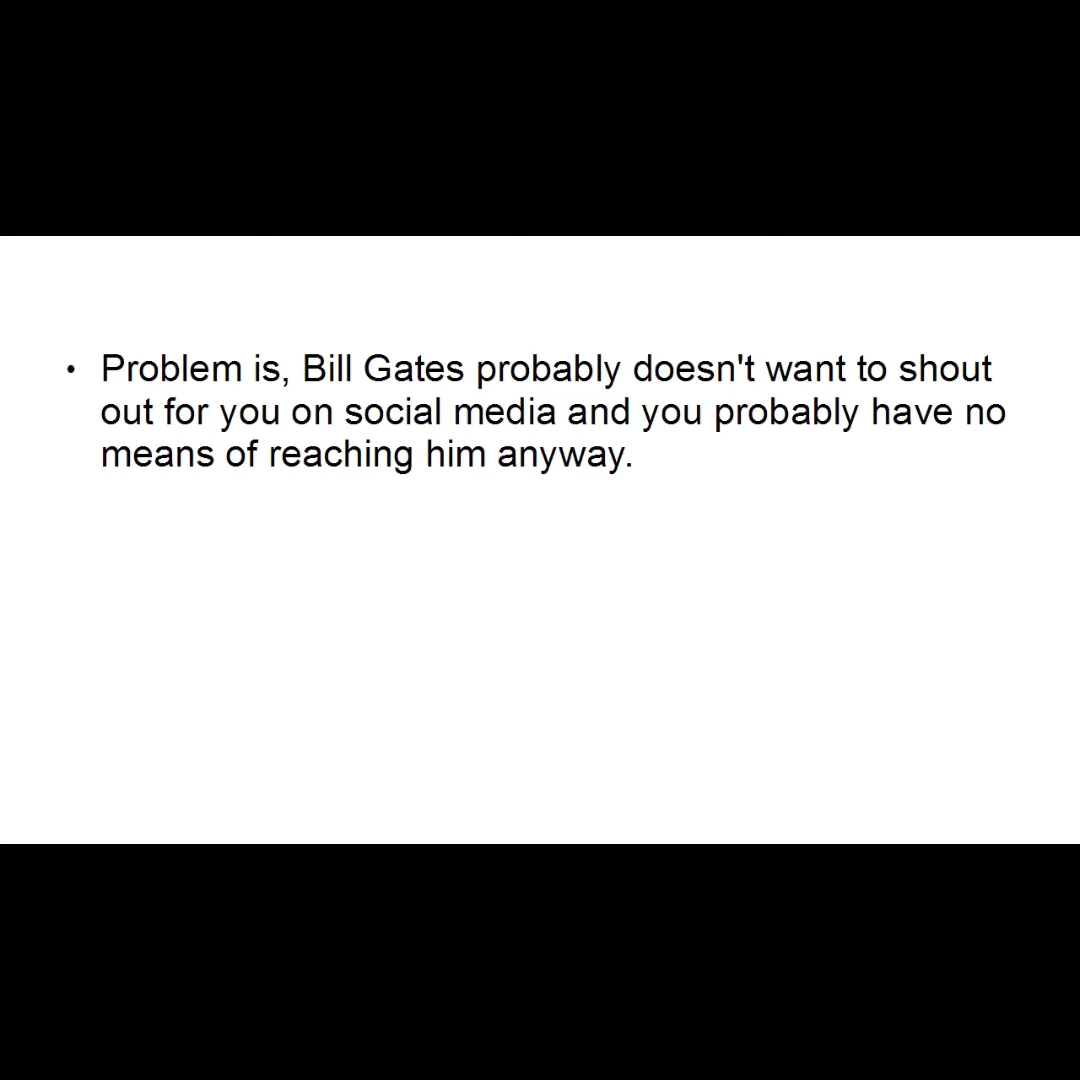 • Problem is, Bill Gates probably doesn't want to shout
out for you on social media and you probably have no
means of reaching him anyway.